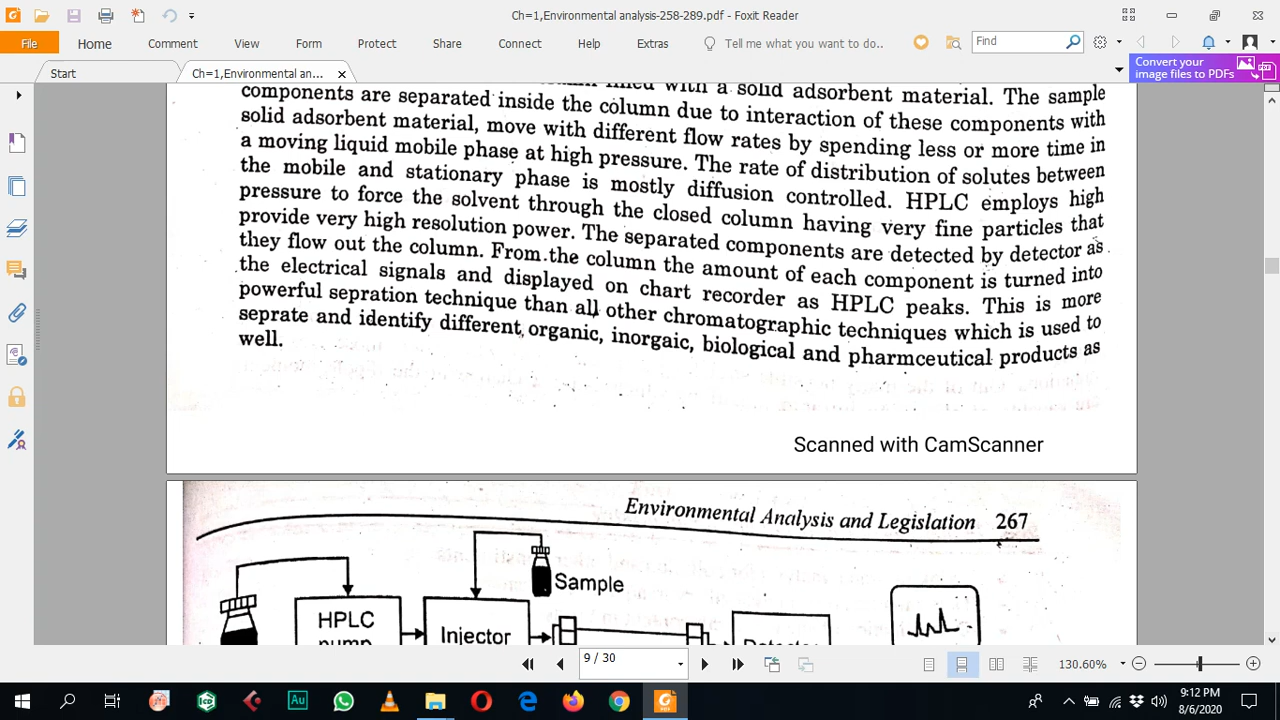 Ch=1,Environmental analysis-258-289.pdf - Foxit Reader
File Home Comment View Form Protect Share Connect Help Extras Tell me what you want to do.. Find
Start Ch=1,Environmental an... Convert your
image files to PDFs
with a solid adsorbent material. The sample
components are separated inside the column due to interaction of these components with
solid adsorbent material, move with different flow rates by spending less or more time in
a moving liquid mobile phase at high pressure. The rate of distribution of solutes between
the mobile and stationary phase is mostly diffusion controlled. HPLC employs high
pressure to force the solvent through the closed column having very fine particles that
provide very high resolution power. The separated components are detected by detector as
they flow out the column. From the column the amount of each component is turned into
the electrical signals and displayed on chart recorder as HPLC peaks. This is more
powerful sepration technique than all other chromatographic techniques which is used to
seprate and identify different organic, inorgaic, biological and pharmceutical products as
well.
Scanned with CamScanner
Environmental Analysis and Legislation 267
Sample
HPLC
pump
Injector
Detector
9 / 30
130.60%
9:12 PM
8/6/2020